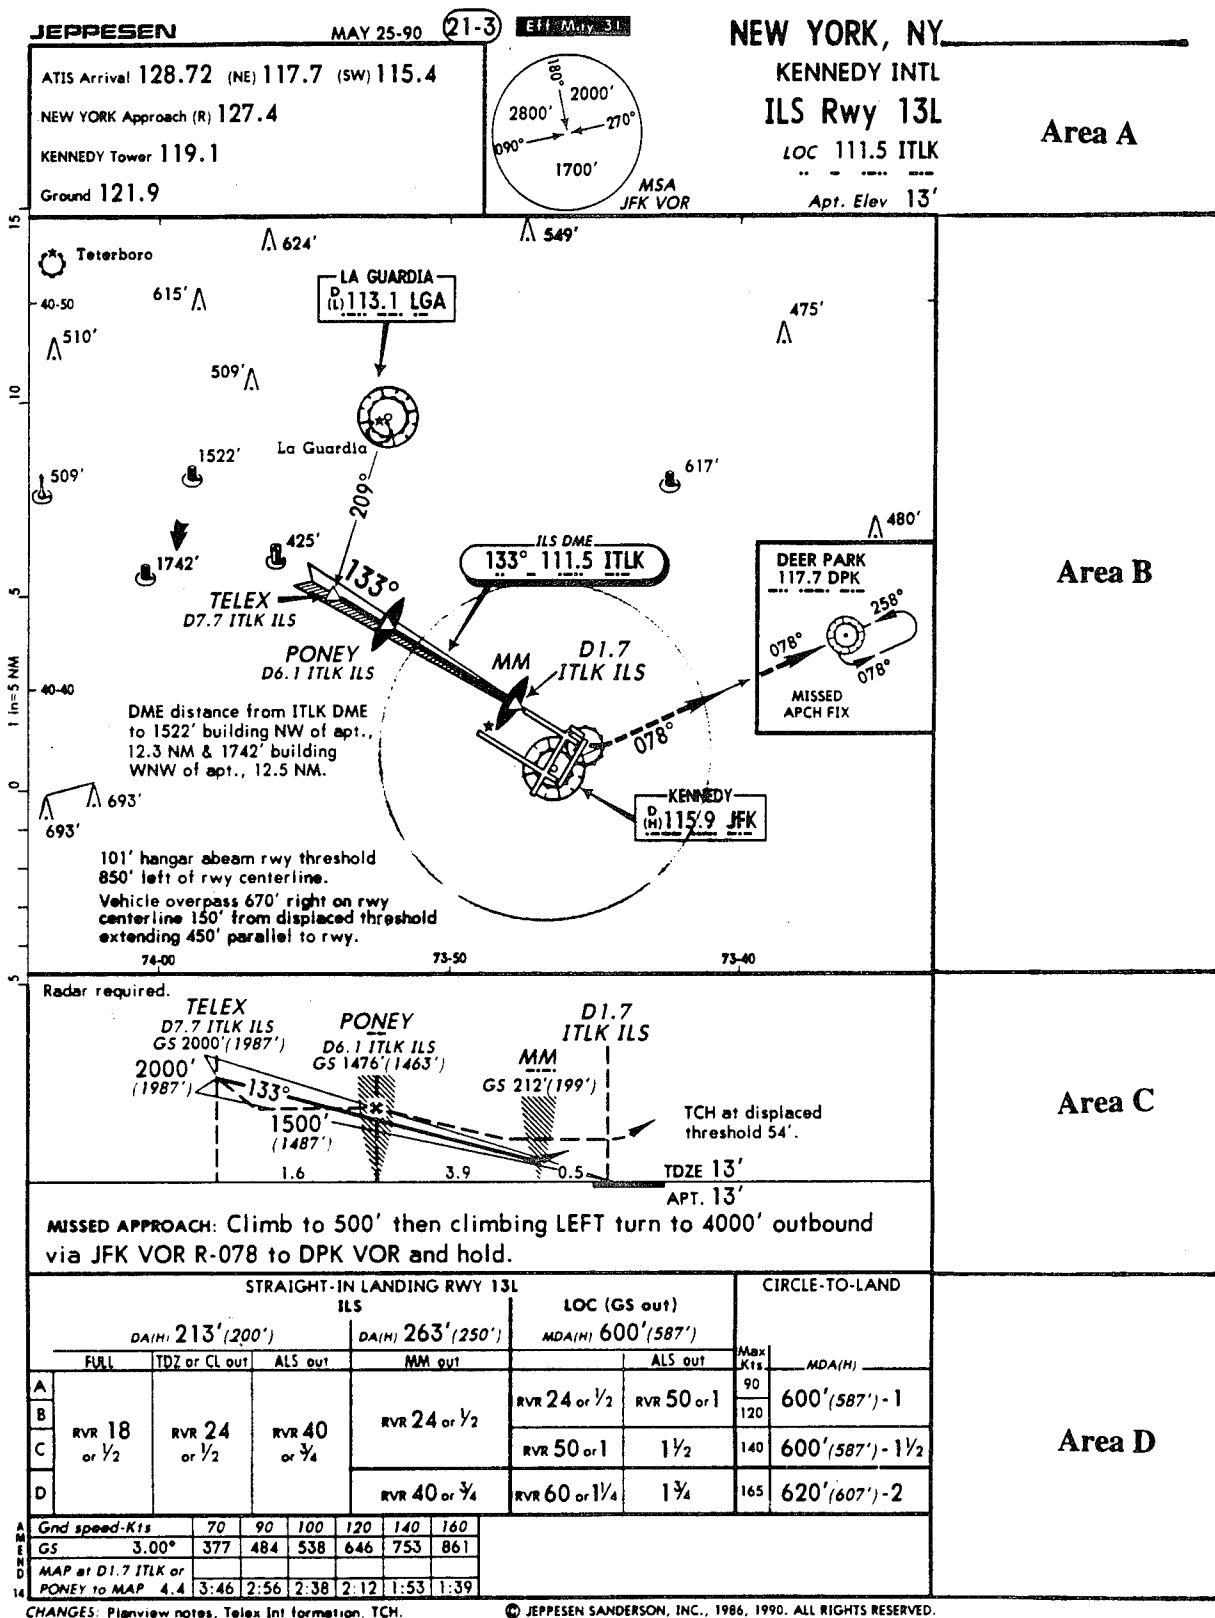 JEPPESEN MAY 25-90 21-3 Eff May 31
NEW YORK, NY
KENNEDY INTL
ILS Rwy 13L
LOC 111.5 ITLK
Apt. Elev 13'
Area A
ATIS Arrival 128.72 (NE) 117.7 (SW) 115.4
NEW YORK Approach (R) 127.4
KENNEDY Tower 119.1
Ground 121.9
180°
2800' 2000'
090° 270°
1700'
MSA
JFK VOR
15
Teterboro
624'
549'
LA GUARDIA
D
(L) 113.1 LGA
615'
40-50
475'
510'
509'
10
La Guardia
1522'
509'
617'
209°
480'
425'
1742'
ILS DME
133° 111.5 ITLK
133°
DEER PARK
117.7 DPK
258°
078°
078°
MISSED
APCH FIX
Area B
5
TELEX
D7.7 ITLK ILS
PONEY
D6.1 ITLK ILS
MM
D1.7
ITLK ILS
1 in=5 NM
40-40
078°
DME distance from ITLK DME
to 1522' building NW of apt.,
12.3 NM & 1742' building
WNW of apt., 12.5 NM.
0
693'
693'
KENNEDY
D
(H) 115.9 JFK
101' hangar abeam rwy threshold
850' left of rwy centerline.
Vehicle overpass 670' right on rwy
centerline 150' from displaced threshold
extending 450' parallel to rwy.
5
74-00 73-50 73-40
Radar required.
TELEX
D7.7 ITLK ILS
GS 2000'(1987')
2000'
(1987')
133°
PONEY
D6.1 ITLK ILS
GS 1476'(1463')
1500'
(1487')
MM
GS 212'(199')
D1.7
ITLK ILS
TCH at displaced
threshold 54'.
1.6 3.9 0.5
TDZE 13'
APT. 13'
Area C
MISSED APPROACH: Climb to 500' then climbing LEFT turn to 4000' outbound
via JFK VOR R-078 to DPK VOR and hold.
STRAIGHT-IN LANDING RWY 13L CIRCLE-TO-LAND
ILS LOC (GS out)
DA(H) 213'(200') DA(H) 263'(250') MDA(H) 600'(587')
FULL TDZ or CL out ALS out MM out ALS out Max Kts MDA(H)
A
B
C
D
RVR 18 or ½
RVR 24 or ½
RVR 40 or ¾
RVR 24 or ½
RVR 40 or ¾
RVR 24 or ½ RVR 50 or 1
RVR 50 or 1 1½
RVR 60 or 1¼ 1¾
90
120
600'(587')-1
140 600'(587')-1½
165 620'(607')-2
Area D
Gnd speed-Kts 70 90 100 120 140 160
GS 3.00° 377 484 538 646 753 861
MAP at D1.7 ITLK or
PONEY to MAP 4.4 3:46 2:56 2:38 2:12 1:53 1:39
AMEND 14
CHANGES: Planview notes, Telex Int formation, TCH.
© JEPPESEN SANDERSON, INC., 1986, 1990. ALL RIGHTS RESERVED.